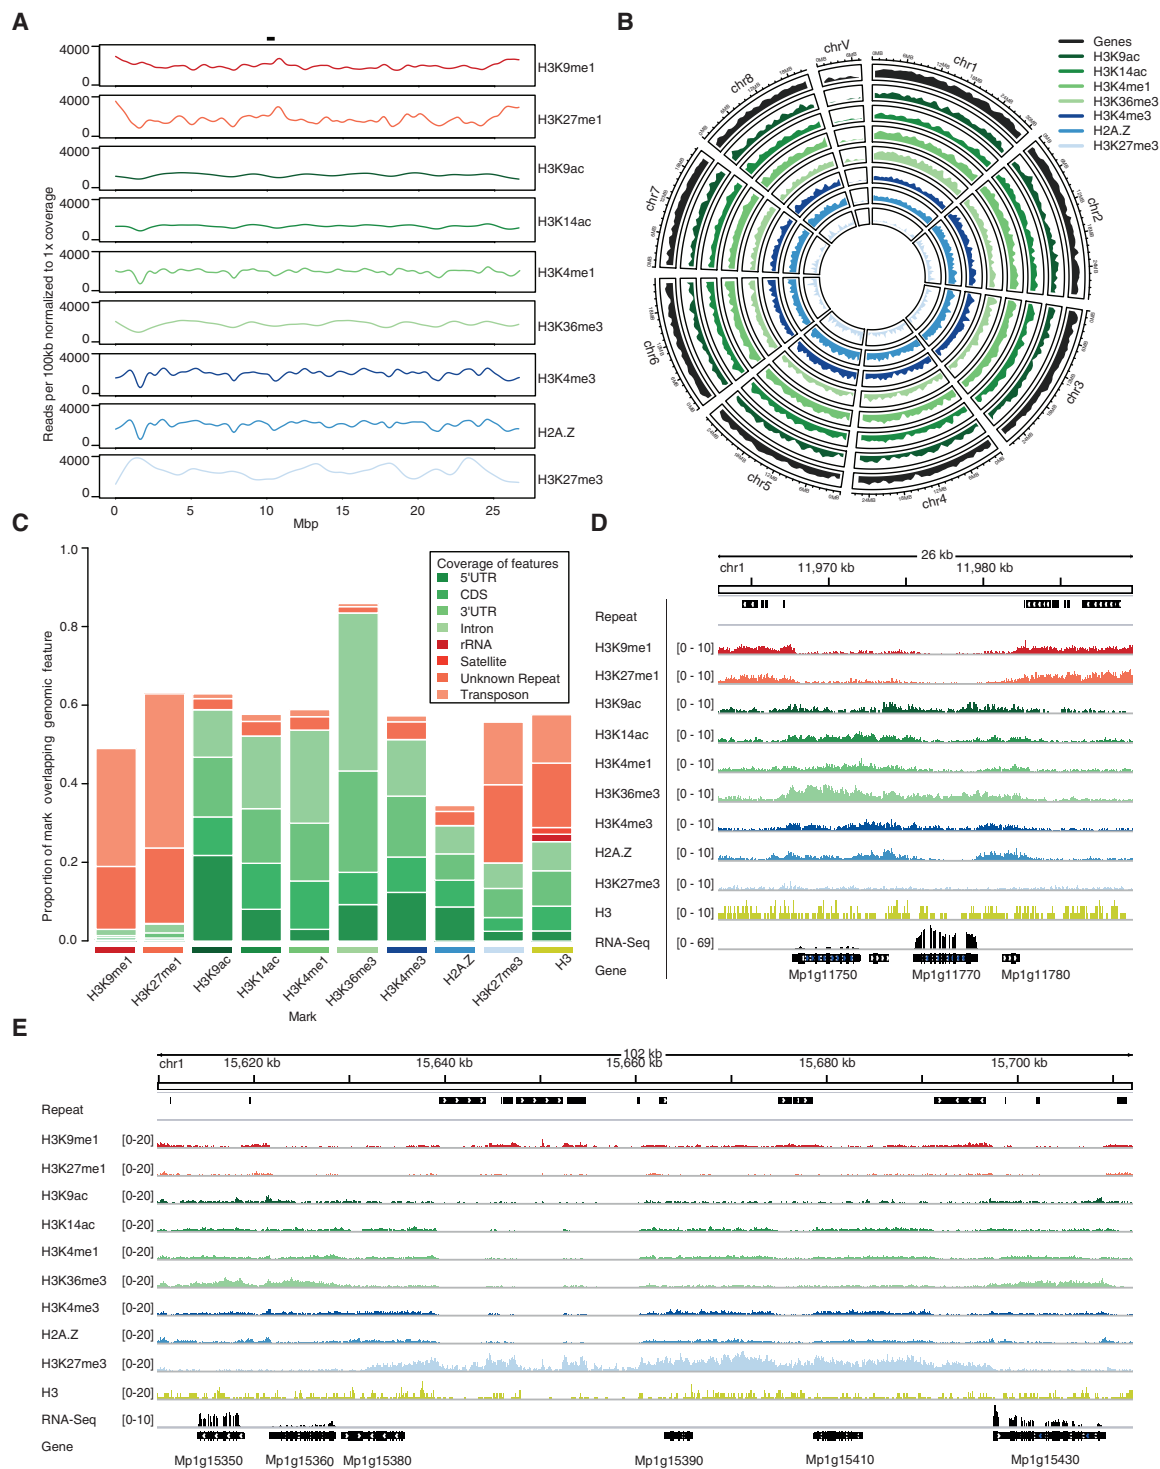 A
4000
0
H3K9me1
4000
0
H3K27me1
4000
0
H3K9ac
4000
0
H3K14ac
4000
0
H3K4me1
4000
0
H3K36me3
4000
0
H3K4me3
4000
0
H2A.Z
4000
0
H3K27me3
Reads per 100kb normalized to 1x coverage
0 5 10 15 20 25
Mbp
B
chrV
chr1
chr2
chr3
chr4
chr5
chr6
chr7
chr8
Genes
H3K9ac
H3K14ac
H3K4me1
H3K36me3
H3K4me3
H2A.Z
H3K27me3
C
1.0
0.8
0.6
0.4
0.2
0.0
Proportion of mark overlapping genomic feature
Coverage of features
5'UTR
CDS
3'UTR
Intron
rRNA
Satellite
Unknown Repeat
Transposon
H3K9me1
H3K27me1
H3K9ac
H3K14ac
H3K4me1
H3K36me3
H3K4me3
H2A.Z
H3K27me3
H3
Mark
D
26 kb
chr1 11,970 kb 11,980 kb
Repeat
H3K9me1 [0 - 10]
H3K27me1 [0 - 10]
H3K9ac [0 - 10]
H3K14ac [0 - 10]
H3K4me1 [0 - 10]
H3K36me3 [0 - 10]
H3K4me3 [0 - 10]
H2A.Z [0 - 10]
H3K27me3 [0 - 10]
H3 [0 - 10]
RNA-Seq [0 - 69]
Gene
Mp1g11750 Mp1g11770 Mp1g11780
E
102 kb
chr1 15,620 kb 15,640 kb 15,660 kb 15,680 kb 15,700 kb
Repeat
H3K9me1 [0-20]
H3K27me1 [0-20]
H3K9ac [0-20]
H3K14ac [0-20]
H3K4me1 [0-20]
H3K36me3 [0-20]
H3K4me3 [0-20]
H2A.Z [0-20]
H3K27me3 [0-20]
H3 [0-20]
RNA-Seq [0-10]
Gene
Mp1g15350 Mp1g15360 Mp1g15380 Mp1g15390 Mp1g15410 Mp1g15430